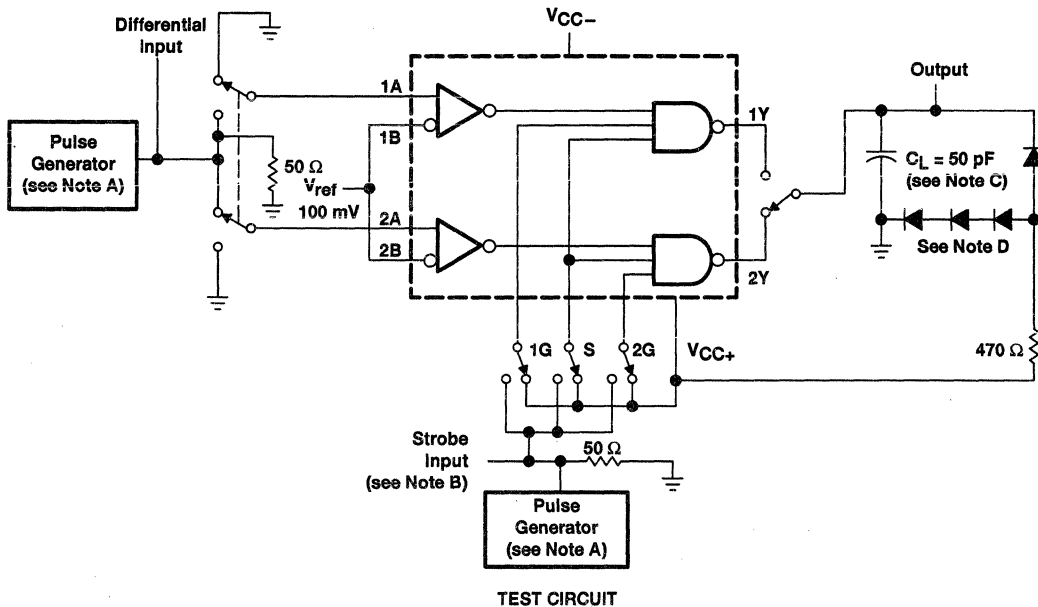 Differential
Input
VCC−
Output
Pulse
Generator
(see Note A)
50 Ω
Vref
100 mV
1A
1B
2A
2B
1Y
2Y
CL = 50 pF
(see Note C)
See Note D
1G
S
2G
VCC+
470 Ω
Strobe
Input
(see Note B)
50 Ω
Pulse
Generator
(see Note A)
TEST CIRCUIT